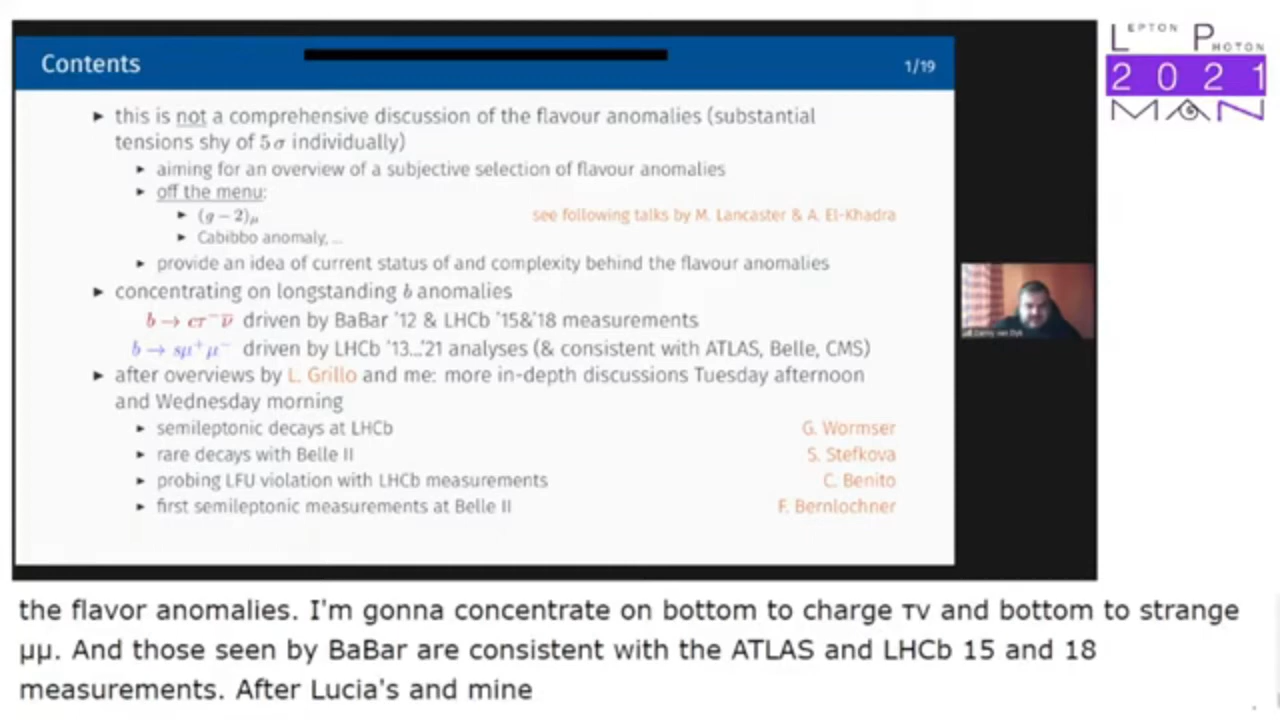 Contents
1/19
▶ this is not a comprehensive discussion of the flavour anomalies (substantial
tensions shy of 5 σ individually)
▶ aiming for an overview of a subjective selection of flavour anomalies
▶ off the menu:
▶ (g − 2)μ see following talks by M. Lancaster & A. El-Khadra
▶ Cabibbo anomaly, ...
▶ provide an idea of current status of and complexity behind the flavour anomalies
▶ concentrating on longstanding b anomalies
b → cτ⁻ν̅ driven by BaBar '12 & LHCb '15&'18 measurements
b → sμ⁺μ⁻ driven by LHCb '13...'21 analyses (& consistent with ATLAS, Belle, CMS)
▶ after overviews by L. Grillo and me: more in-depth discussions Tuesday afternoon
and Wednesday morning
▶ semileptonic decays at LHCb G. Wormser
▶ rare decays with Belle II S. Stefkova
▶ probing LFU violation with LHCb measurements C. Benito
▶ first semileptonic measurements at Belle II F. Bernlochner
LEPTON PHOTON
2021
MAN
the flavor anomalies. I'm gonna concentrate on bottom to charge τν and bottom to strange
μμ. And those seen by BaBar are consistent with the ATLAS and LHCb 15 and 18
measurements. After Lucia's and mine